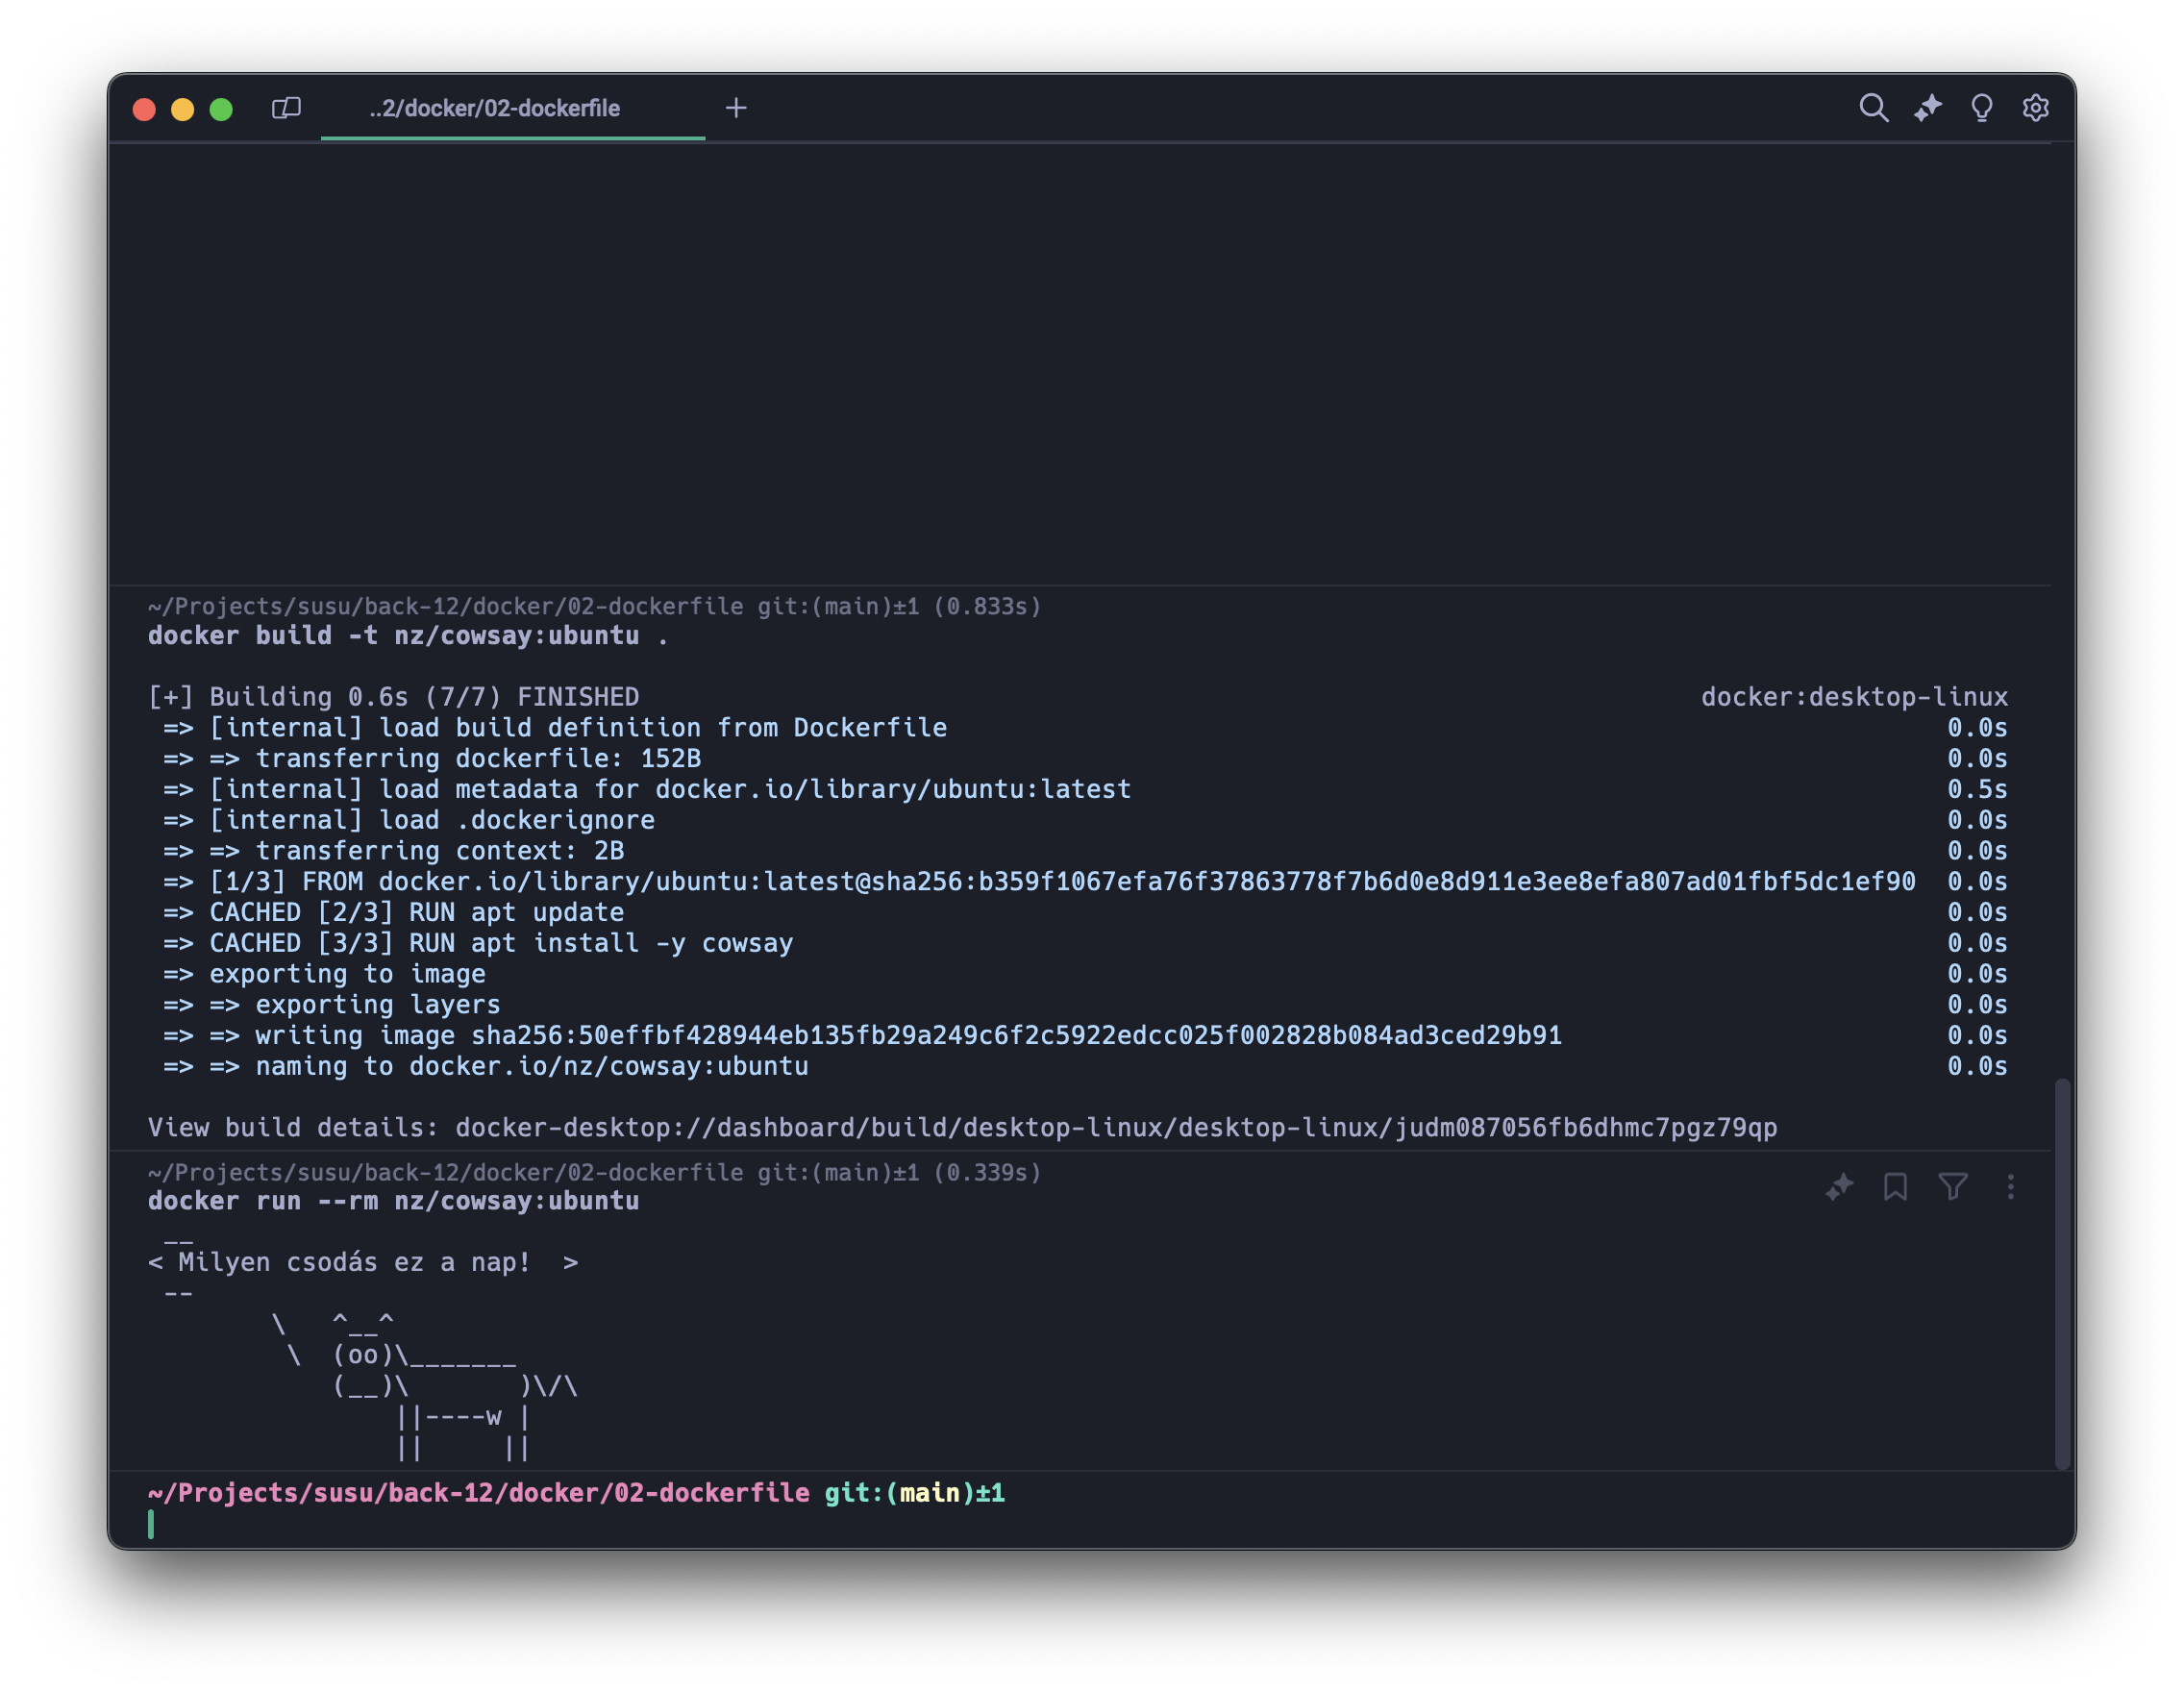 ..2/docker/02-dockerfile
~/Projects/susu/back-12/docker/02-dockerfile git:(main)±1 (0.833s)
docker build -t nz/cowsay:ubuntu .
[+] Building 0.6s (7/7) FINISHED docker:desktop-linux
 => [internal] load build definition from Dockerfile 0.0s
 => => transferring dockerfile: 152B 0.0s
 => [internal] load metadata for docker.io/library/ubuntu:latest 0.5s
 => [internal] load .dockerignore 0.0s
 => => transferring context: 2B 0.0s
 => [1/3] FROM docker.io/library/ubuntu:latest@sha256:b359f1067efa76f37863778f7b6d0e8d911e3ee8efa807ad01fbf5dc1ef90 0.0s
 => CACHED [2/3] RUN apt update 0.0s
 => CACHED [3/3] RUN apt install -y cowsay 0.0s
 => exporting to image 0.0s
 => => exporting layers 0.0s
 => => writing image sha256:50effbf428944eb135fb29a249c6f2c5922edcc025f002828b084ad3ced29b91 0.0s
 => => naming to docker.io/nz/cowsay:ubuntu 0.0s
View build details: docker-desktop://dashboard/build/desktop-linux/desktop-linux/judm087056fb6dhmc7pgz79qp
~/Projects/susu/back-12/docker/02-dockerfile git:(main)±1 (0.339s)
docker run --rm nz/cowsay:ubuntu
 __
< Milyen csodás ez a nap!  >
 --
        \   ^__^
         \  (oo)\_______
            (__)\       )\/\
                ||----w |
                ||     ||
~/Projects/susu/back-12/docker/02-dockerfile git:(main)±1